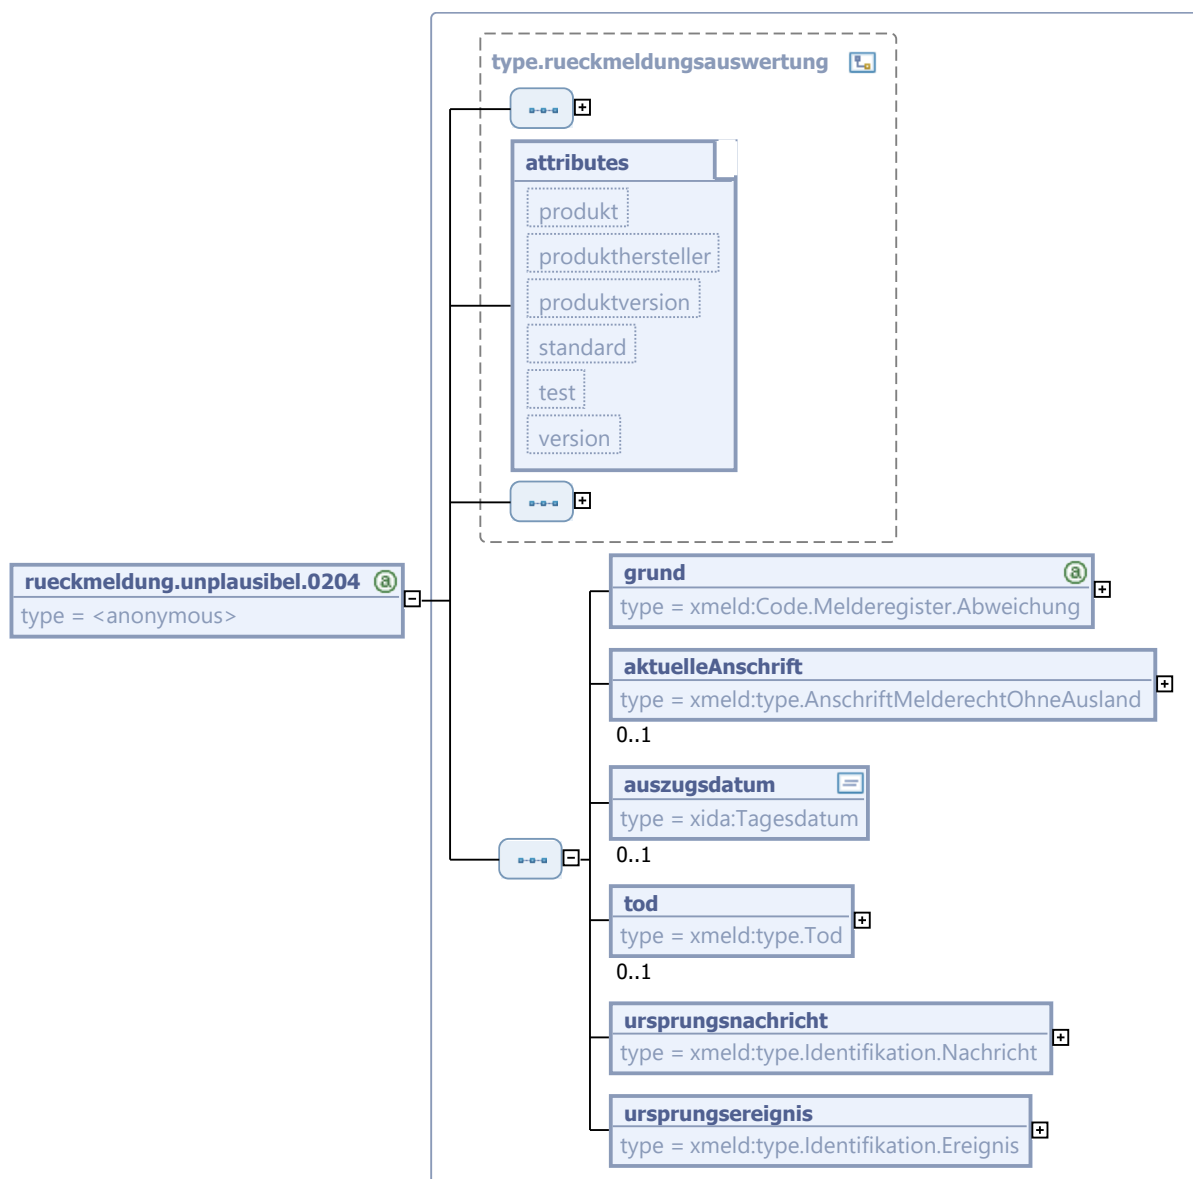 type.rueckmeldungsauswertung
attributes
produkt
produkthersteller
produktversion
standard
test
version
rueckmeldung.unplausibel.0204
type = <anonymous>
grund
type = xmeld:Code.Melderegister.Abweichung
aktuelleAnschrift
type = xmeld:type.AnschriftMelderechtOhneAusland
0..1
auszugsdatum
type = xida:Tagesdatum
0..1
tod
type = xmeld:type.Tod
0..1
ursprungsnachricht
type = xmeld:type.Identifikation.Nachricht
ursprungsereignis
type = xmeld:type.Identifikation.Ereignis